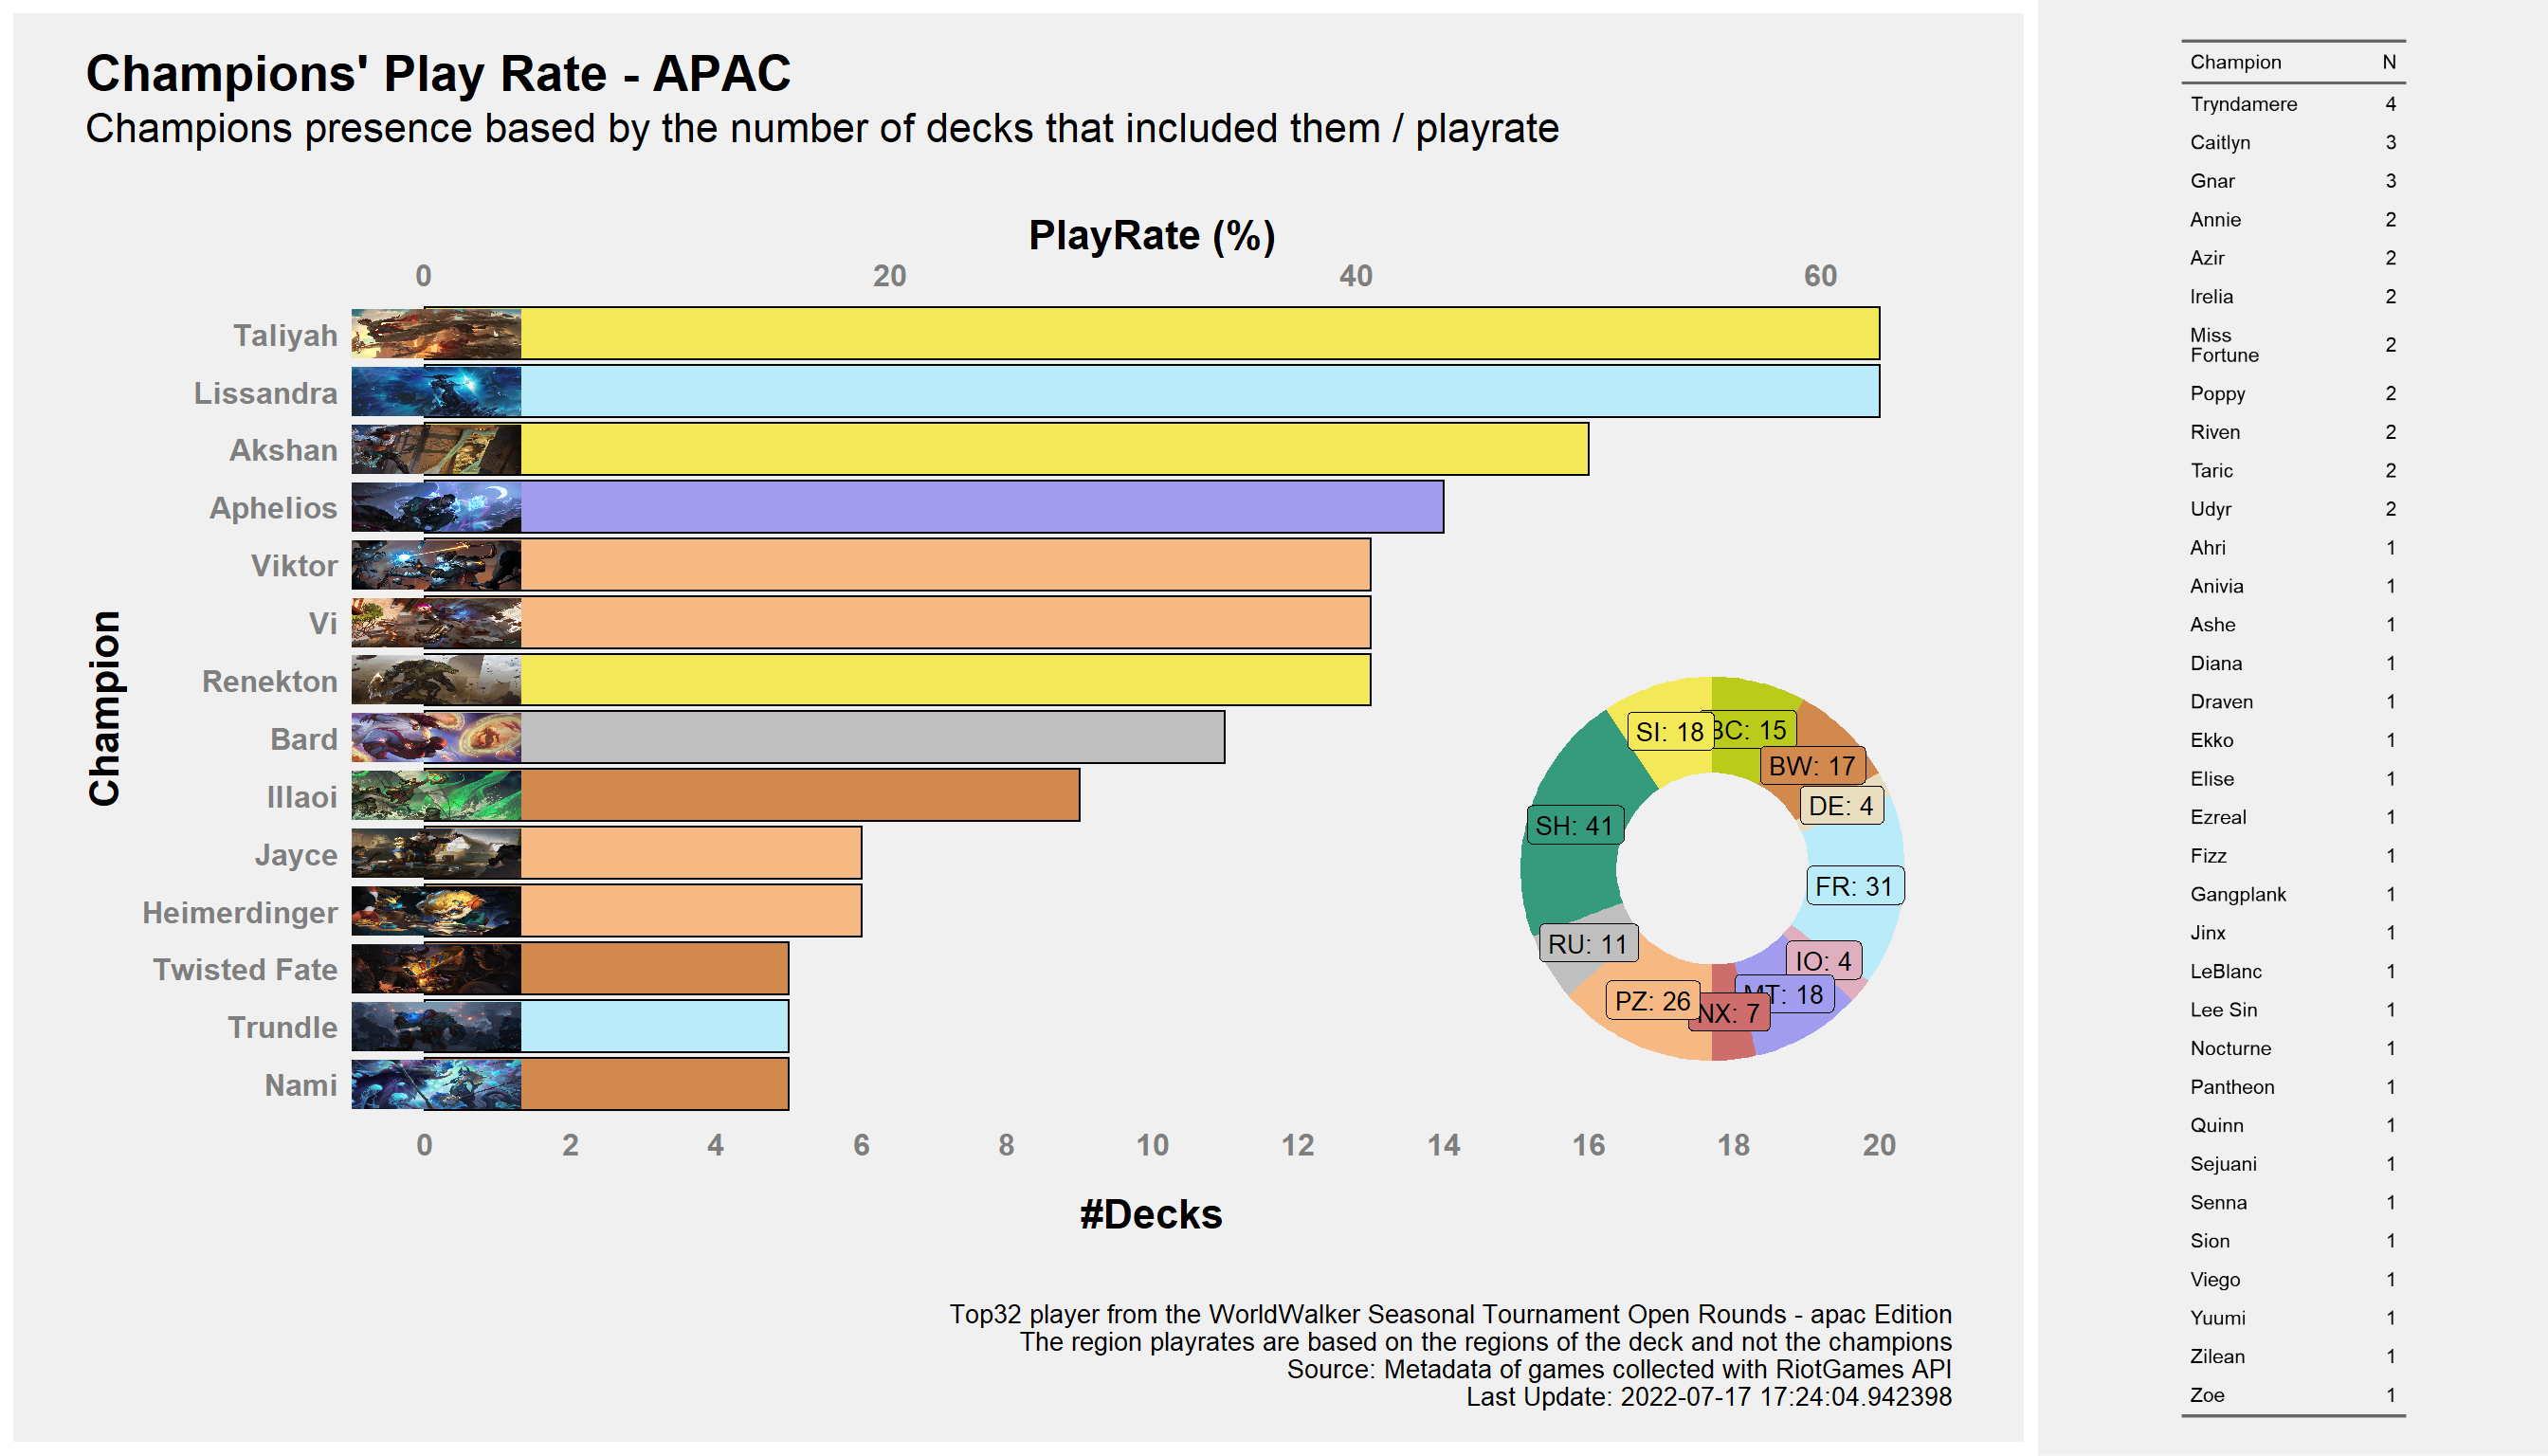 Champions' Play Rate - APAC
Champions presence based by the number of decks that included them / playrate
PlayRate (%)
0 20 40 60
Champion
Taliyah
Lissandra
Akshan
Aphelios
Viktor
Vi
Renekton
Bard
Illaoi
Jayce
Heimerdinger
Twisted Fate
Trundle
Nami
0 2 4 6 8 10 12 14 16 18 20
#Decks
SI: 18
BC: 15
BW: 17
DE: 4
SH: 41
FR: 31
RU: 11
IO: 4
MT: 18
PZ: 26
NX: 7
Top32 player from the WorldWalker Seasonal Tournament Open Rounds - apac Edition
The region playrates are based on the regions of the deck and not the champions
Source: Metadata of games collected with RiotGames API
Last Update: 2022-07-17 17:24:04.942398
Champion N
Tryndamere 4
Caitlyn 3
Gnar 3
Annie 2
Azir 2
Irelia 2
Miss
Fortune 2
Poppy 2
Riven 2
Taric 2
Udyr 2
Ahri 1
Anivia 1
Ashe 1
Diana 1
Draven 1
Ekko 1
Elise 1
Ezreal 1
Fizz 1
Gangplank 1
Jinx 1
LeBlanc 1
Lee Sin 1
Nocturne 1
Pantheon 1
Quinn 1
Sejuani 1
Senna 1
Sion 1
Viego 1
Yuumi 1
Zilean 1
Zoe 1